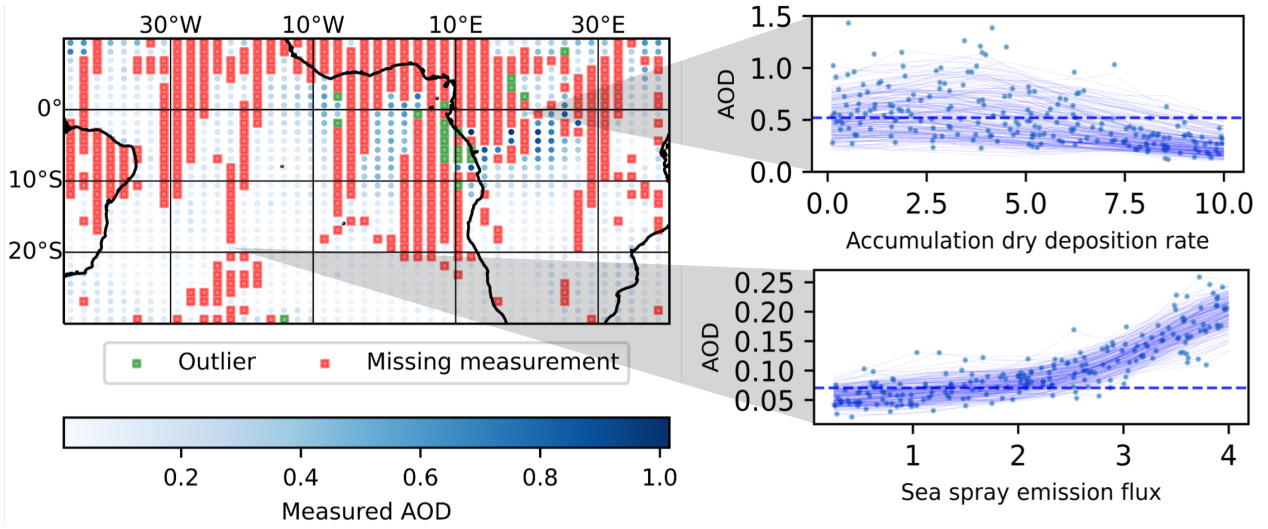 30°W 10°W 10°E 30°E
0°
10°S
20°S
Outlier Missing measurement
0.2 0.4 0.6 0.8 1.0
Measured AOD
1.5
1.0
0.5
0.0
AOD
0.0 2.5 5.0 7.5 10.0
Accumulation dry deposition rate
0.25
0.20
0.15
0.10
0.05
AOD
1 2 3 4
Sea spray emission flux